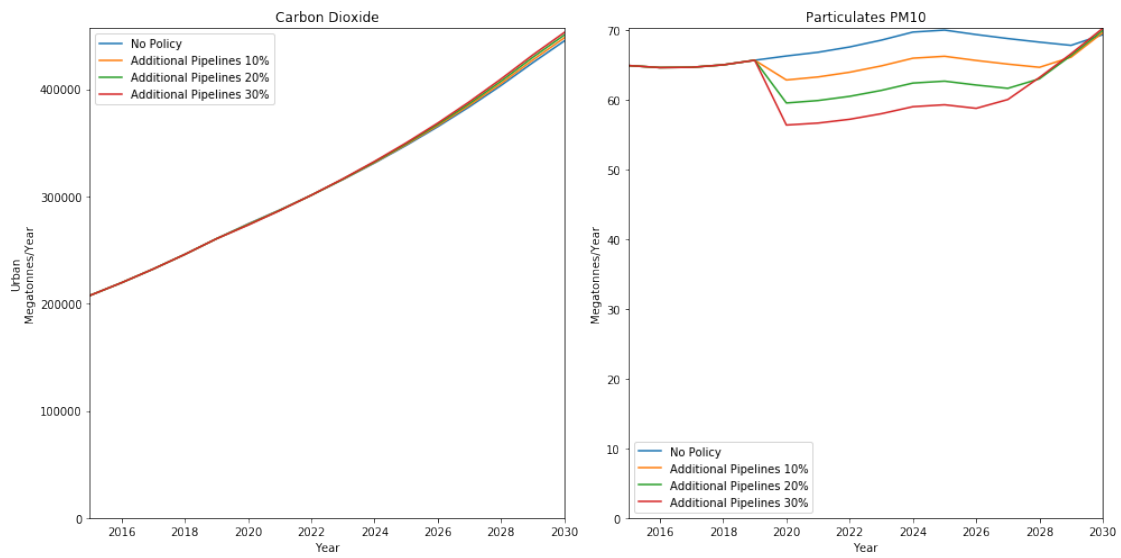 Carbon Dioxide
No Policy
Additional Pipelines 10%
Additional Pipelines 20%
Additional Pipelines 30%
400000
300000
200000
100000
0
Urban
Megatonnes/Year
2016 2018 2020 2022 2024 2026 2028 2030
Year
Particulates PM10
70
60
50
40
30
20
10
0
Megatonnes/Year
No Policy
Additional Pipelines 10%
Additional Pipelines 20%
Additional Pipelines 30%
2016 2018 2020 2022 2024 2026 2028 2030
Year